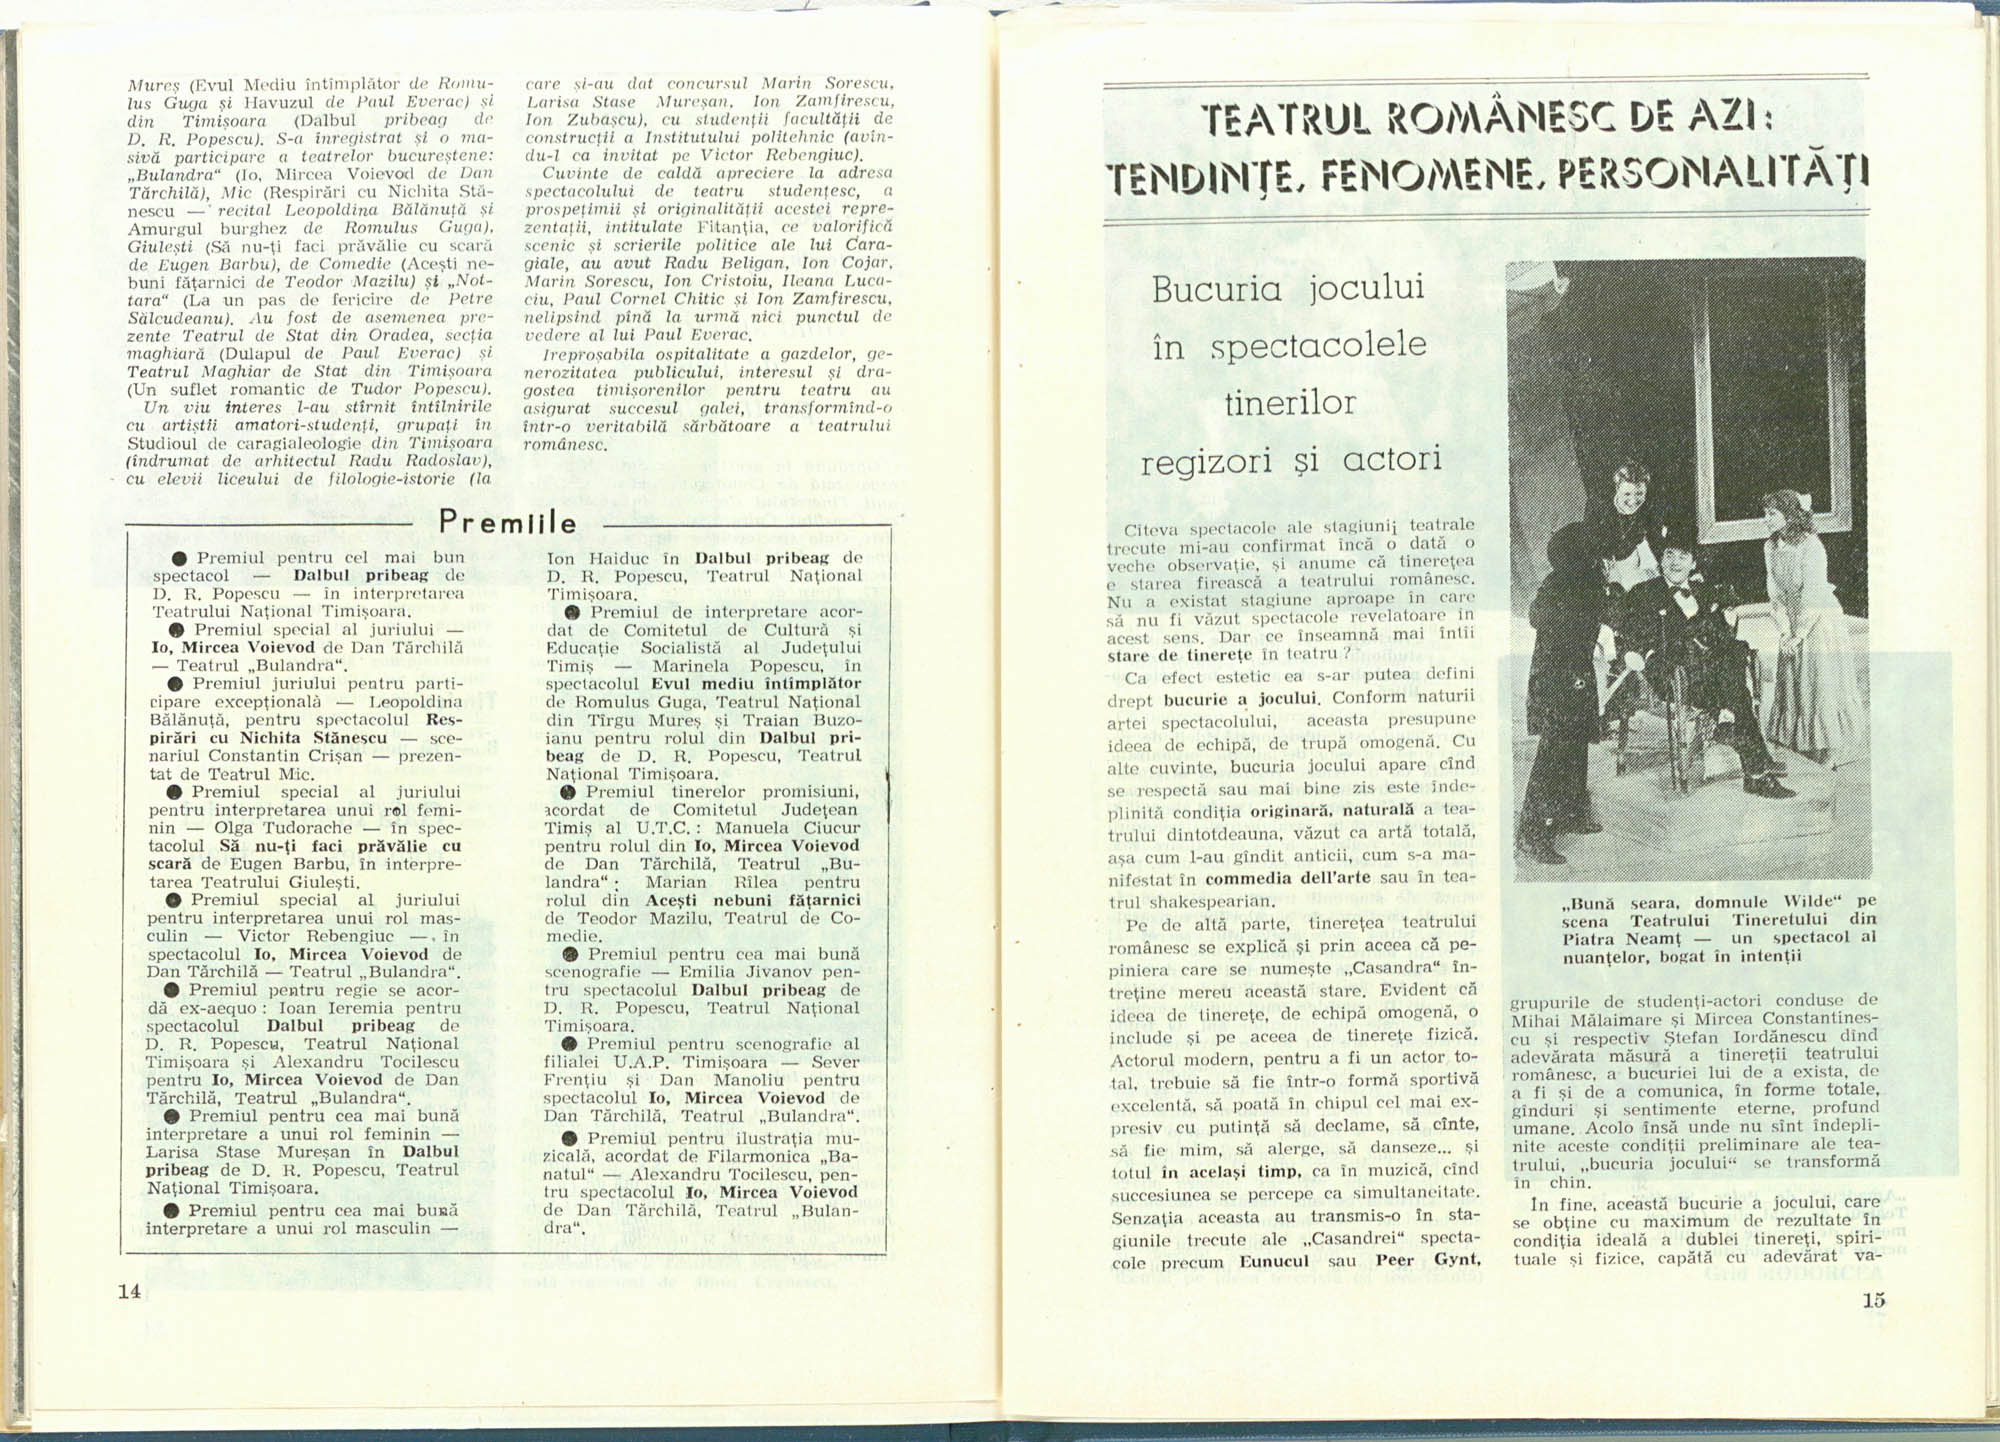 Mureș (Evul Mediu întîmplător de Romu-
lus Guga și Havuzul de Paul Everac) și
din Timișoara (Dalbul pribeag de
D. R. Popescu). S-a înregistrat și o ma-
sivă participare a teatrelor bucureștene:
„Bulandra“ (Io, Mircea Voievod de Dan
Tărchilă), Mic (Respirări cu Nichita Stă-
nescu — recital Leopoldina Bălănuță și
Amurgul burghez de Romulus Guga),
Giulești (Să nu-ți faci prăvălie cu scară
de Eugen Barbu), de Comedie (Acești ne-
buni fățarnici de Teodor Mazilu) și „Not-
tara“ (La un pas de fericire de Petre
Sălcudeanu). Au fost de asemenea pre-
zente Teatrul de Stat din Oradea, secția
maghiară (Dulapul de Paul Everac) și
Teatrul Maghiar de Stat din Timișoara
(Un suflet romantic de Tudor Popescu).
Un viu interes l-au stîrnit întîlnirile
cu artiștii amatori-studenți, grupați în
Studioul de caragialeologie din Timișoara
(îndrumat de arhitectul Radu Radoslav),
cu elevii liceului de filologie-istorie (la
care și-au dat concursul Marin Sorescu,
Larisa Stase Mureșan, Ion Zamfirescu,
Ion Zubașcu), cu studenții facultății de
construcții a Institutului politehnic (avîn-
du-l ca invitat pe Victor Rebengiuc).
Cuvinte de caldă apreciere la adresa
spectacolului de teatru studențesc, a
prospețimii și originalității acestei repre-
zentații, intitulate Fitanția, ce valorifică
scenic și scrierile politice ale lui Cara-
giale, au avut Radu Beligan, Ion Cojar,
Marin Sorescu, Ion Cristoiu, Ileana Luca-
ciu, Paul Cornel Chitic și Ion Zamfirescu,
nelipsind pînă la urmă nici punctul de
vedere al lui Paul Everac.
Ireproșabila ospitalitate a gazdelor, ge-
nerozitatea publicului, interesul și dra-
gostea timișorenilor pentru teatru au
asigurat succesul galei, transformînd-o
într-o veritabilă sărbătoare a teatrului
românesc.
Premiile
● Premiul pentru cel mai bun
spectacol — Dalbul pribeag de
D. R. Popescu — în interpretarea
Teatrului Național Timișoara.
● Premiul special al juriului —
Io, Mircea Voievod de Dan Tărchilă
— Teatrul „Bulandra“.
● Premiul juriului pentru parti-
cipare excepțională — Leopoldina
Bălănuță, pentru spectacolul Res-
pirări cu Nichita Stănescu — sce-
nariul Constantin Crișan — prezen-
tat de Teatrul Mic.
● Premiul special al juriului
pentru interpretarea unui rol femi-
nin — Olga Tudorache — în spec-
tacolul Să nu-ți faci prăvălie cu
scară de Eugen Barbu, în interpre-
tarea Teatrului Giulești.
● Premiul special al juriului
pentru interpretarea unui rol mas-
culin — Victor Rebengiuc — în
spectacolul Io, Mircea Voievod de
Dan Tărchilă — Teatrul „Bulandra“.
● Premiul pentru regie se acor-
dă ex-aequo : Ioan Ieremia pentru
spectacolul Dalbul pribeag de
D. R. Popescu, Teatrul Național
Timișoara și Alexandru Tocilescu
pentru Io, Mircea Voievod de Dan
Tărchilă, Teatrul „Bulandra“.
● Premiul pentru cea mai bună
interpretare a unui rol feminin —
Larisa Stase Mureșan în Dalbul
pribeag de D. R. Popescu, Teatrul
Național Timișoara.
● Premiul pentru cea mai bună
interpretare a unui rol masculin —
Ion Haiduc în Dalbul pribeag de
D. R. Popescu, Teatrul Național
Timișoara.
● Premiul de interpretare acor-
dat de Comitetul de Cultură și
Educație Socialistă al Județului
Timiș — Marinela Popescu, în
spectacolul Evul mediu întîmplător
de Romulus Guga, Teatrul Național
din Tîrgu Mureș și Traian Buzo-
ianu pentru rolul din Dalbul pri-
beag de D. R. Popescu, Teatrul
Național Timișoara.
● Premiul tinerelor promisiuni,
acordat de Comitetul Județean
Timiș al U.T.C. : Manuela Ciucur
pentru rolul din Io, Mircea Voievod
de Dan Tărchilă, Teatrul „Bu-
landra“ ; Marian Rîlea pentru
rolul din Acești nebuni fățarnici
de Teodor Mazilu, Teatrul de Co-
medie.
● Premiul pentru cea mai bună
scenografie — Emilia Jivanov pen-
tru spectacolul Dalbul pribeag de
D. R. Popescu, Teatrul Național
Timișoara.
● Premiul pentru scenografie al
filialei U.A.P. Timișoara — Sever
Frențiu și Dan Manoliu pentru
spectacolul Io, Mircea Voievod de
Dan Tărchilă, Teatrul „Bulandra“.
● Premiul pentru ilustrația mu-
zicală, acordat de Filarmonica „Ba-
natul“ — Alexandru Tocilescu, pen-
tru spectacolul Io, Mircea Voievod
de Dan Tărchilă, Teatrul „Bulan-
dra“.
14
TEATRUL ROMÂNESC DE AZI :
TENDINȚE, FENOMENE, PERSONALITĂȚI
Bucuria jocului
în spectacolele
tinerilor
regizori și actori
Cîteva spectacole ale stagiunii teatrale
trecute mi-au confirmat încă o dată o
veche observație, și anume că tinerețea
e starea firească a teatrului românesc.
Nu a existat stagiune aproape în care
să nu fi văzut spectacole revelatoare în
acest sens. Dar ce înseamnă mai întîi
stare de tinerețe în teatru ?
Ca efect estetic ea s-ar putea defini
drept bucurie a jocului. Conform naturii
artei spectacolului, aceasta presupune
ideea de echipă, de trupă omogenă. Cu
alte cuvinte, bucuria jocului apare cînd
se respectă sau mai bine zis este înde-
plinită condiția originară, naturală a tea-
trului dintotdeauna, văzut ca artă totală,
așa cum l-au gîndit anticii, cum s-a ma-
nifestat în commedia dell'arte sau în tea-
trul shakespearian.
Pe de altă parte, tinerețea teatrului
românesc se explică și prin aceea că pe-
piniera care se numește „Casandra“ în-
treține mereu această stare. Evident că
ideea de tinerețe, de echipă omogenă, o
include și pe aceea de tinerețe fizică.
Actorul modern, pentru a fi un actor to-
tal, trebuie să fie într-o formă sportivă
excelentă, să poată în chipul cel mai ex-
presiv cu putință să declame, să cînte,
să fie mim, să alerge, să danseze... și
totul în același timp, ca în muzică, cînd
succesiunea se percepe ca simultaneitate.
Senzația aceasta au transmis-o în sta-
giunile trecute ale „Casandrei“ specta-
cole precum Eunucul sau Peer Gynt,
„Bună seara, domnule Wilde“ pe
scena Teatrului Tineretului din
Piatra Neamț — un spectacol al
nuanțelor, bogat în intenții
grupurile de studenți-actori conduse de
Mihai Mălaimare și Mircea Constantines-
cu și respectiv Ștefan Iordănescu dînd
adevărata măsură a tinereții teatrului
românesc, a bucuriei lui de a exista, de
a fi și de a comunica, în forme totale,
gînduri și sentimente eterne, profund
umane. Acolo însă unde nu sînt îndepli-
nite aceste condiții preliminare ale tea-
trului, „bucuria jocului“ se transformă
în chin.
În fine, această bucurie a jocului, care
se obține cu maximum de rezultate în
condiția ideală a dublei tinereți, spiri-
tuale și fizice, capătă cu adevărat va-
15